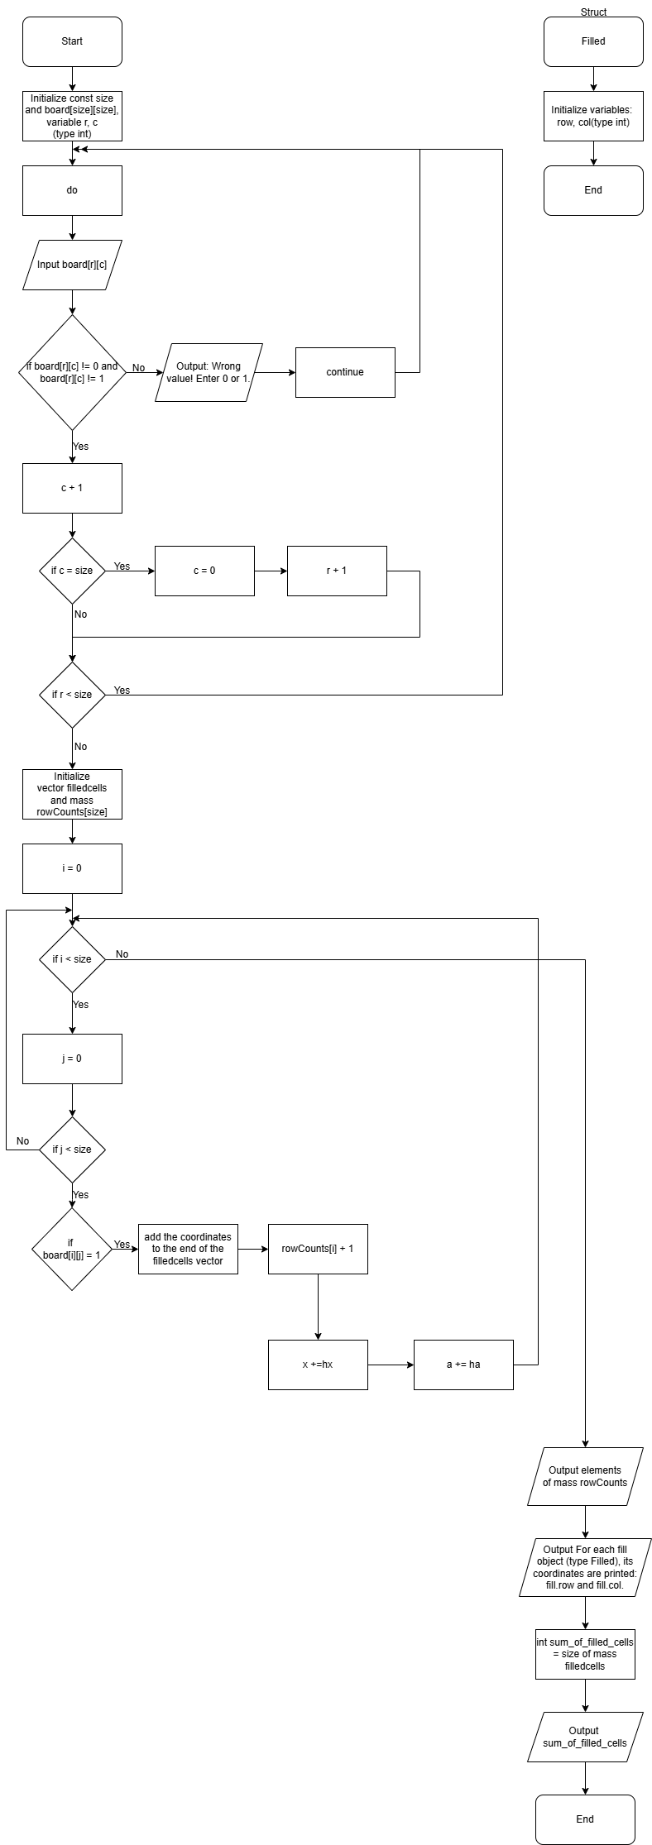 Struct
Start
Filled
Initialize const size
and board[size][size],
variable r, c
(type int)
Initialize variables:
row, col(type int)
do
End
Input board[r][c]
if board[r][c] != 0 and
board[r][c] != 1
No
Output: Wrong
value! Enter 0 or 1.
continue
Yes
c + 1
if c = size
Yes
c = 0
r + 1
No
if r < size
Yes
No
Initialize
vector filledcells
and mass
rowCounts[size]
i = 0
if i < size
No
Yes
j = 0
if j < size
No
Yes
if
board[i][j] = 1
Yes
add the coordinates
to the end of the
filledcells vector
rowCounts[i] + 1
x +=hx
a += ha
Output elements
of mass rowCounts
Output For each fill
object (type Filled), its
coordinates are printed:
fill.row and fill.col.
int sum_of_filled_cells
= size of mass
filledcells
Output
sum_of_filled_cells
End